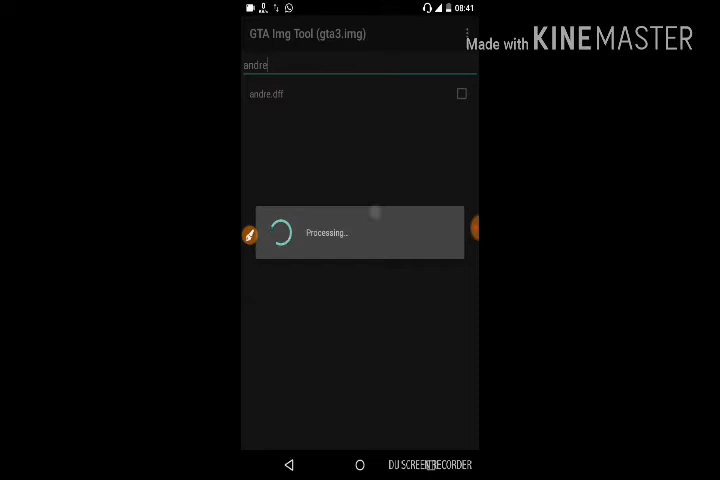 08:41
GTA Img Tool (gta3.img)
Made with KINEMASTER
andre
andre.dff
Processing...
DU SCREEN RECORDER